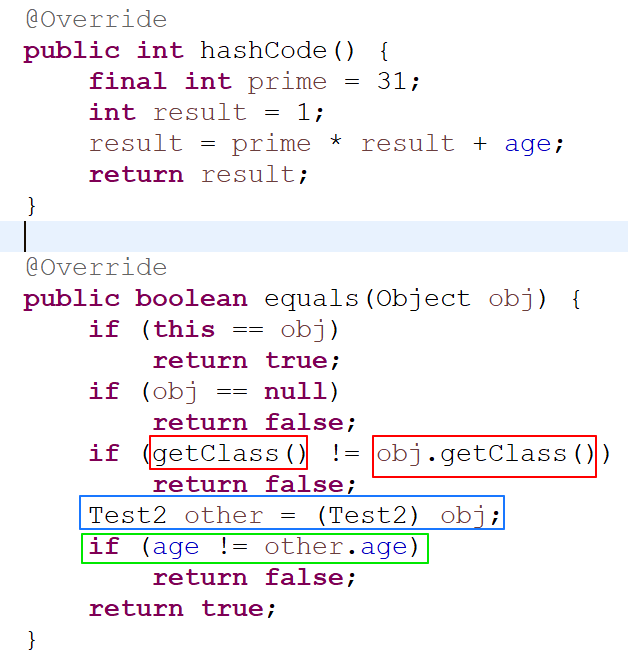 @Override
public int hashCode() {
    final int prime = 31;
    int result = 1;
    result = prime * result + age;
    return result;
}
@Override
public boolean equals(Object obj) {
    if (this == obj)
        return true;
    if (obj == null)
        return false;
    if (getClass() != obj.getClass())
        return false;
    Test2 other = (Test2) obj;
    if (age != other.age)
        return false;
    return true;
}